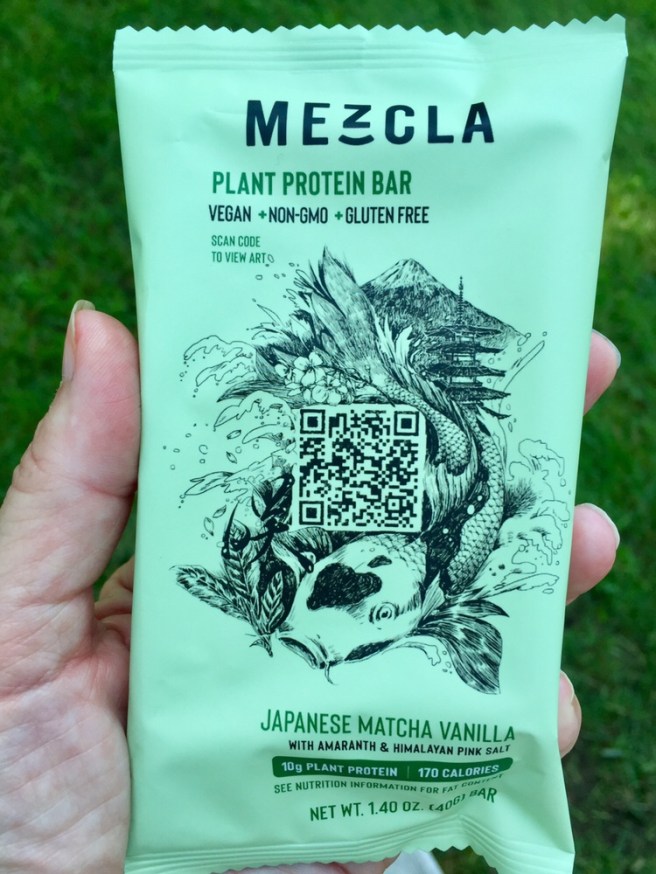 MEZCLA
PLANT PROTEIN BAR
VEGAN +NON-GMO +GLUTEN FREE
SCAN CODE
TO VIEW ART
JAPANESE MATCHA VANILLA
WITH AMARANTH & HIMALAYAN PINK SALT
10g PLANT PROTEIN | 170 CALORIES
SEE NUTRITION INFORMATION FOR FAT CONTENT
NET WT. 1.40 OZ. (40G) BAR